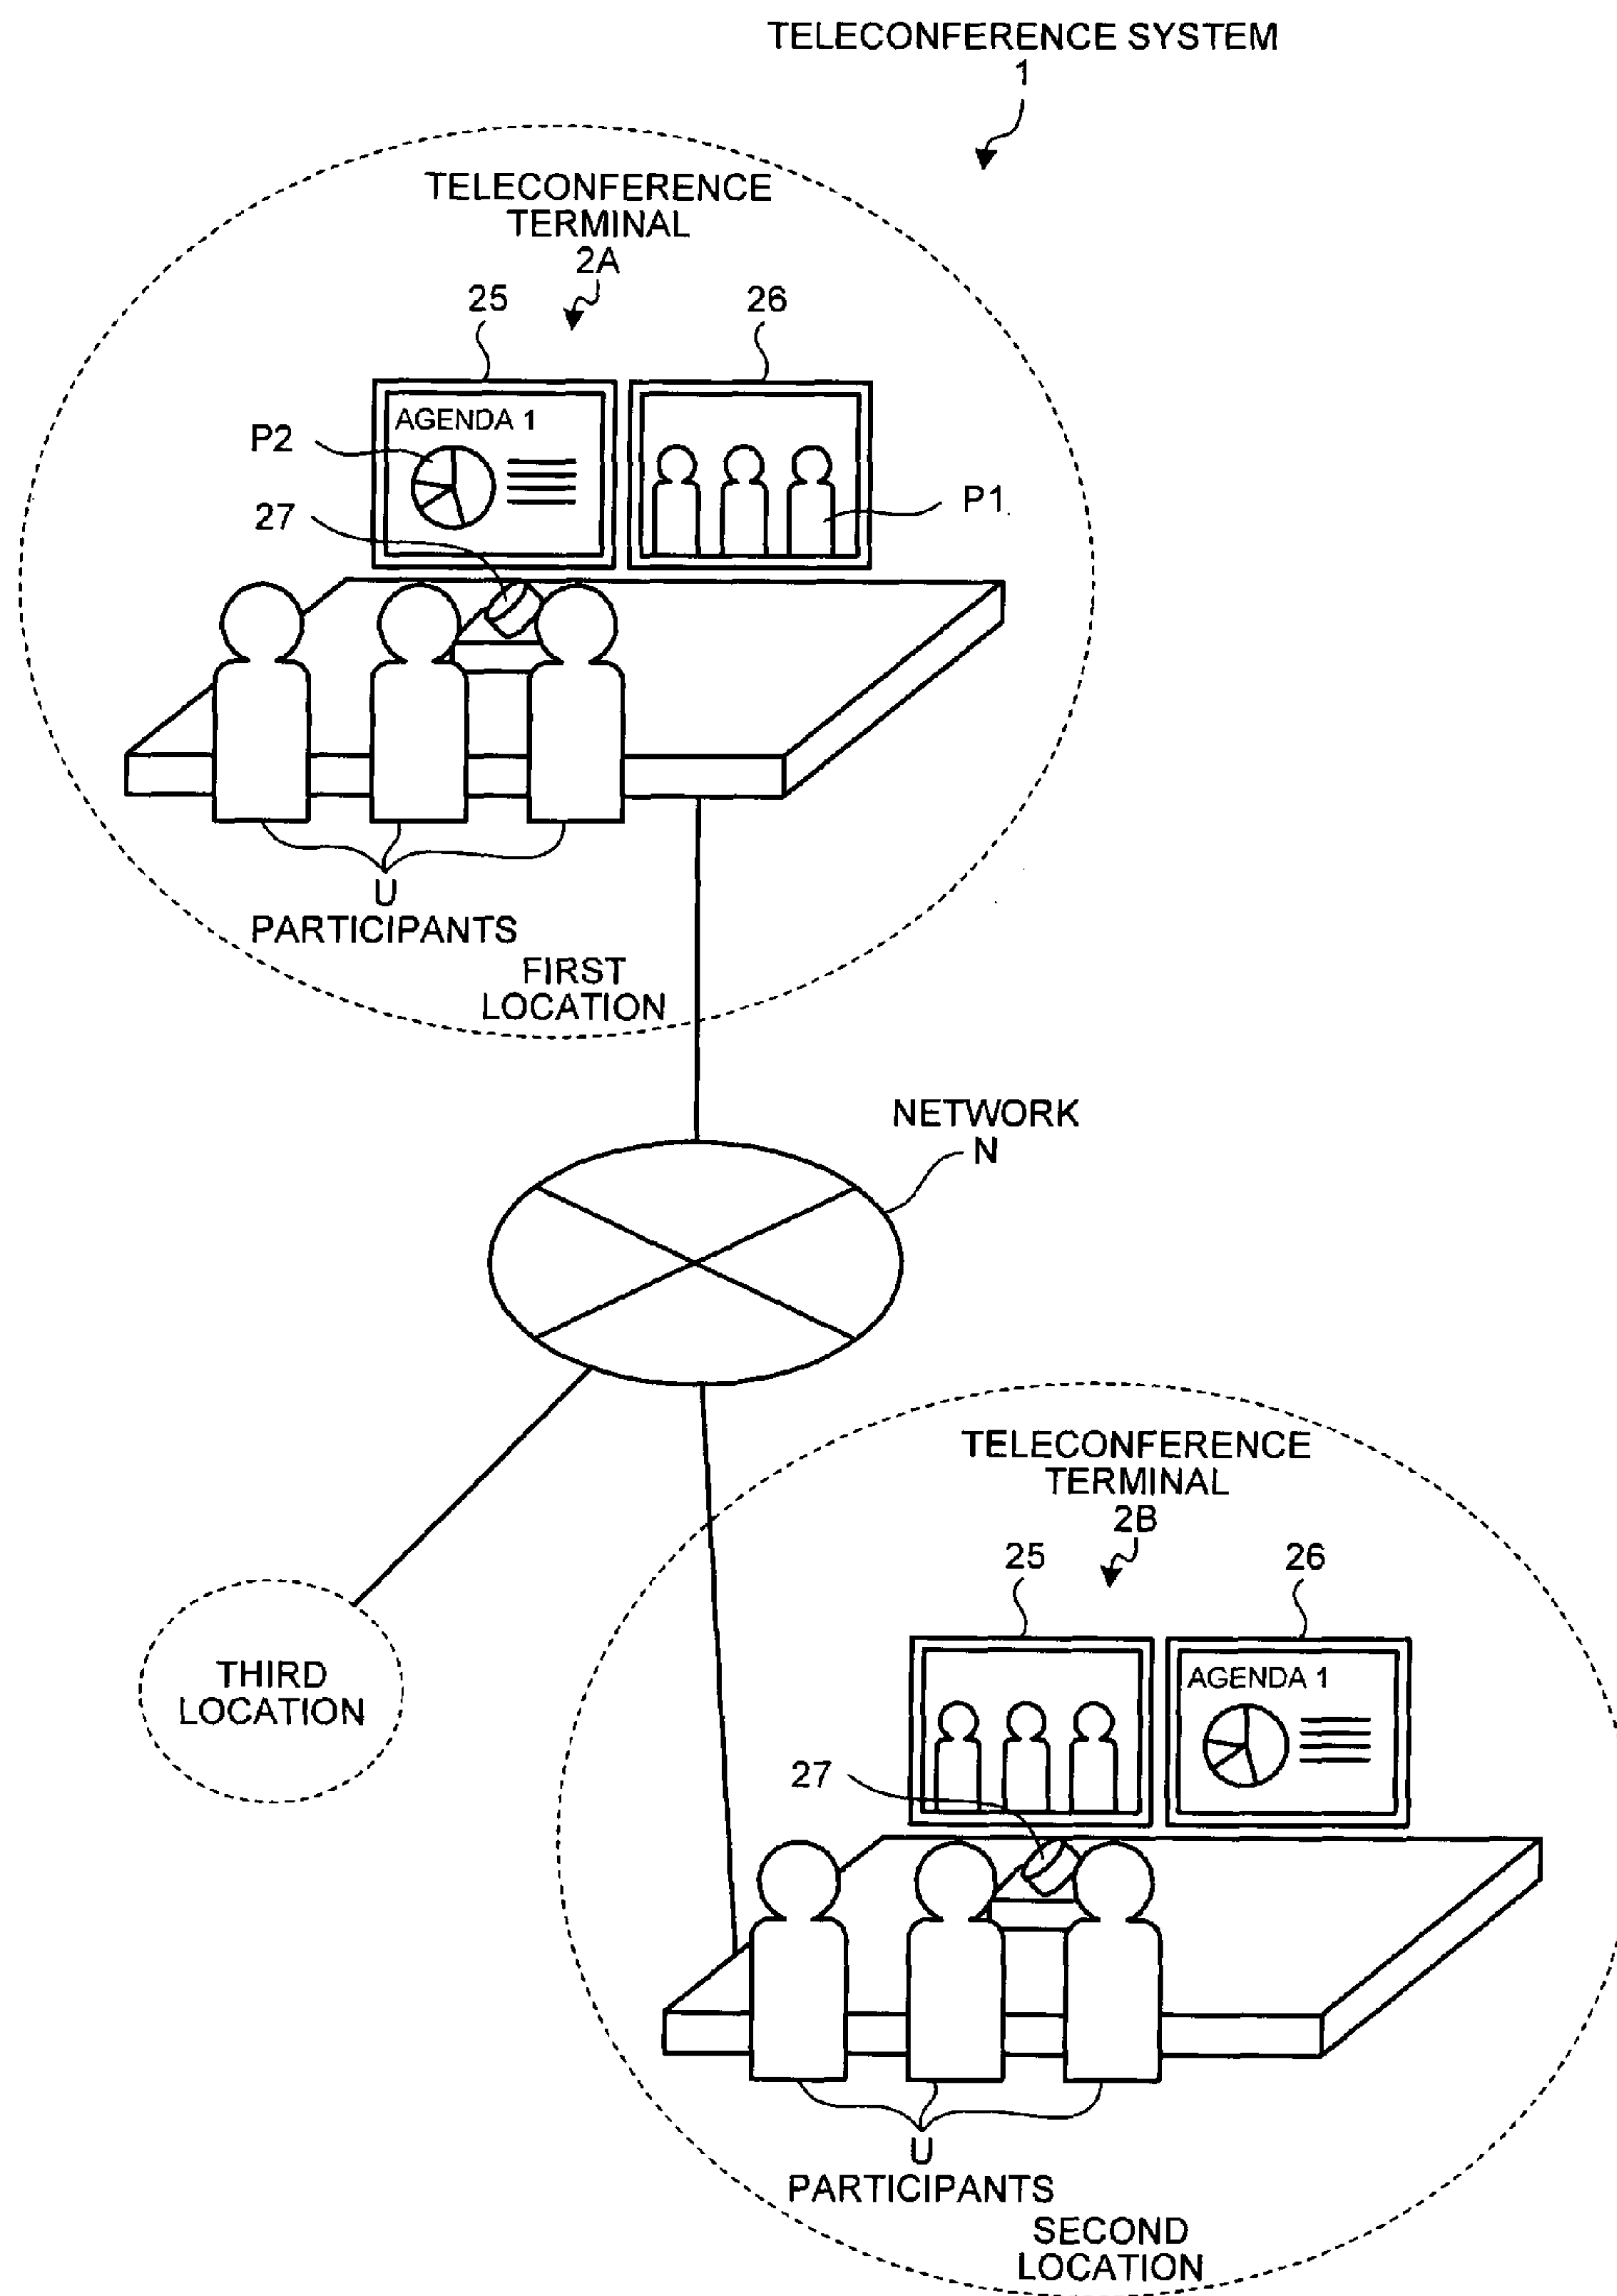 TELECONFERENCE SYSTEM
1
TELECONFERENCE
TERMINAL
2A
25
26
AGENDA 1
P2
P1
27
U
PARTICIPANTS
FIRST
LOCATION
NETWORK
N
TELECONFERENCE
TERMINAL
2B
25
26
AGENDA 1
THIRD
LOCATION
27
U
PARTICIPANTS
SECOND
LOCATION